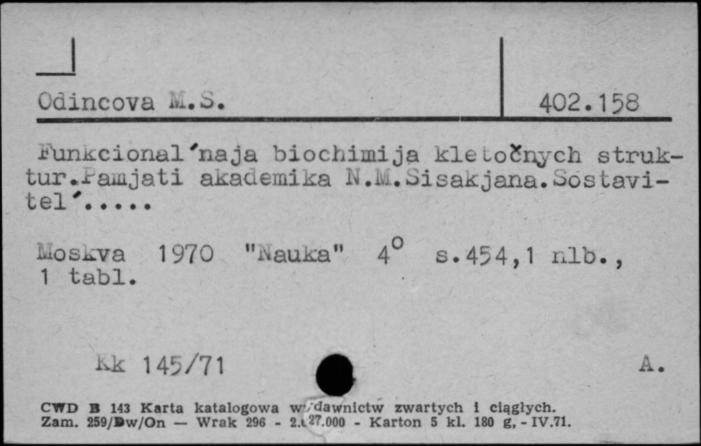 Odincova M.S. 402.158
Funkcional'naja biochimija kletočnych struk-
tur.Pamjati akademika N.M.Sisakjana.Sostavi-
tel'.....
Moskva 1970 "Nauka" 4° s.454,1 nlb.,
1 tabl.
Kk 145/71 A.
CWD B 143 Karta katalogowa wydawnictw zwartych i ciągłych.
Zam. 259/Dw/On — Wrak 296 - 2.t 27.000 - Karton 5 kl. 180 g, - IV.71.